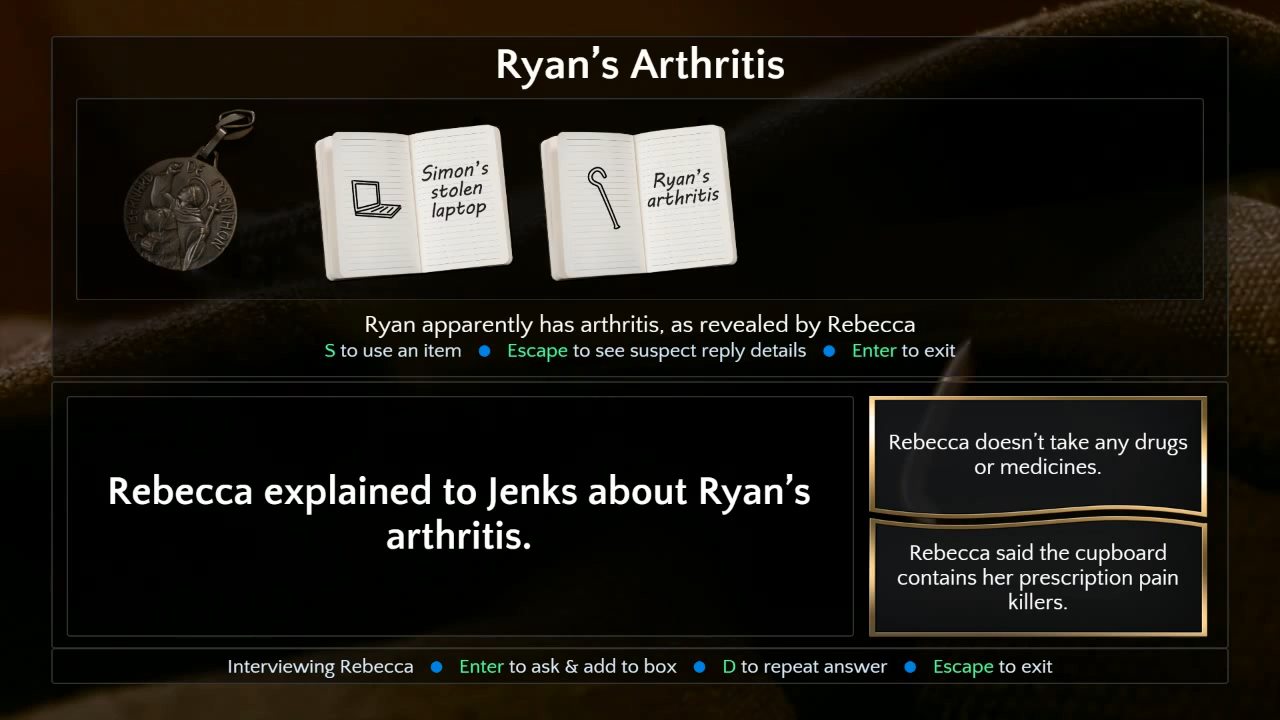 Ryan's Arthritis
BERNARD DE MENTHON
Simon's
stolen
laptop
Ryan's
arthritis
Ryan apparently has arthritis, as revealed by Rebecca
S to use an item ● Escape to see suspect reply details ● Enter to exit
Rebecca explained to Jenks about Ryan's
arthritis.
Rebecca doesn't take any drugs
or medicines.
Rebecca said the cupboard
contains her prescription pain
killers.
Interviewing Rebecca ● Enter to ask & add to box ● D to repeat answer ● Escape to exit